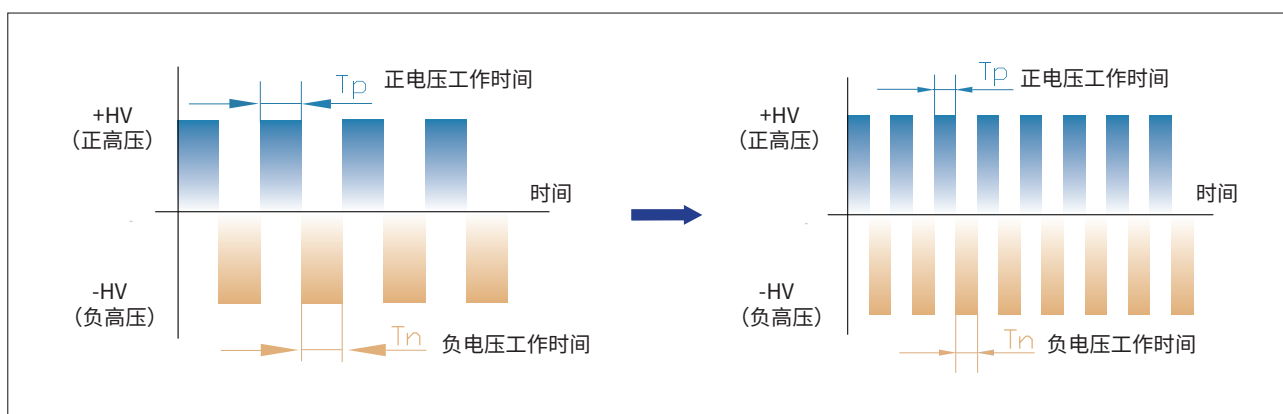 Tp 正电压工作时间
+HV
（正高压）
时间
-HV
（负高压）
Tn 负电压工作时间
Tp 正电压工作时间
+HV
（正高压）
时间
-HV
（负高压）
Tn 负电压工作时间